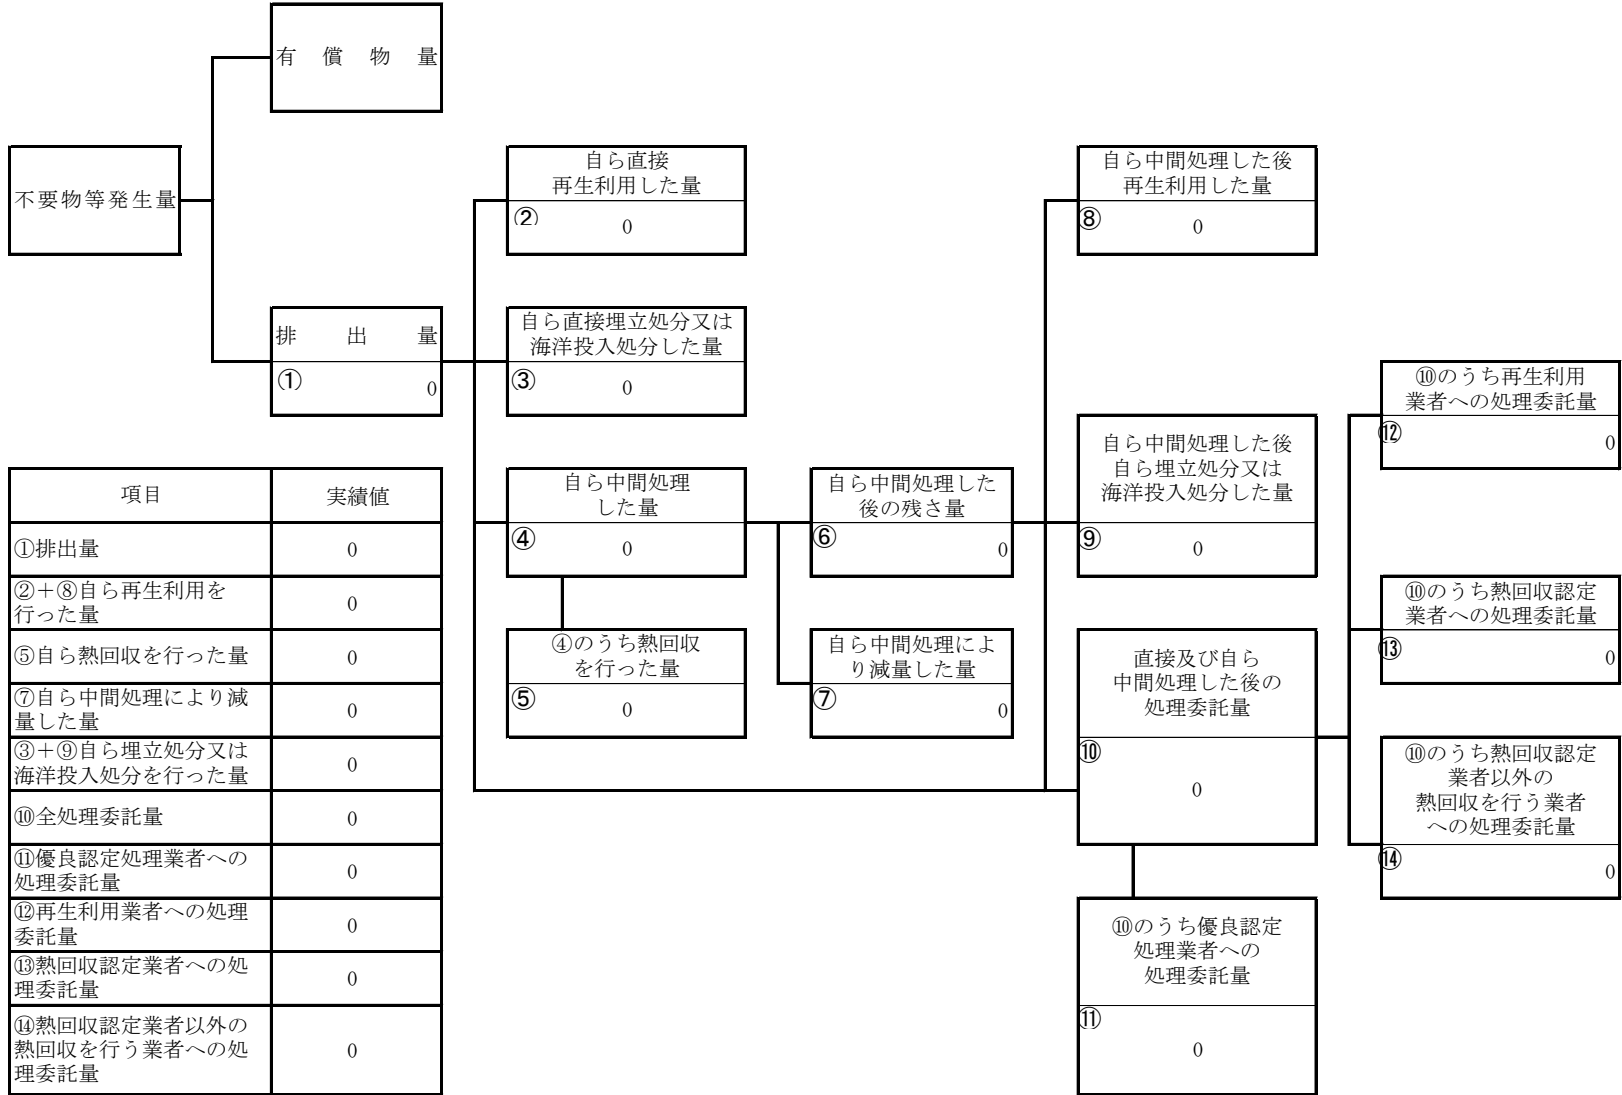 有償物量
不要物等発生量
自ら直接
再生利用した量
②
0
自ら中間処理した後
再生利用した量
⑧
0
排出量
①
0
自ら直接埋立処分又は
海洋投入処分した量
③
0
⑩のうち再生利用
業者への処理委託量
⑫
0
自ら中間処理
した量
④
0
自ら中間処理した
後の残さ量
⑥
0
自ら中間処理した後
自ら埋立処分又は
海洋投入処分した量
⑨
0
⑩のうち熱回収認定
業者への処理委託量
⑬
0
④のうち熱回収
を行った量
⑤
0
自ら中間処理によ
り減量した量
⑦
0
直接及び自ら
中間処理した後の
処理委託量
⑩
0
⑩のうち熱回収認定
業者以外の
熱回収を行う業者
への処理委託量
⑭
0
⑩のうち優良認定
処理業者への
処理委託量
⑪
0
項目 実績値
①排出量 0
②+⑧自ら再生利用を
行った量 0
⑤自ら熱回収を行った量 0
⑦自ら中間処理により減
量した量 0
③+⑨自ら埋立処分又は
海洋投入処分を行った量 0
⑩全処理委託量 0
⑪優良認定処理業者への
処理委託量 0
⑫再生利用業者への処理
委託量 0
⑬熱回収認定業者への処
理委託量 0
⑭熱回収認定業者以外の
熱回収を行う業者への処
理委託量 0